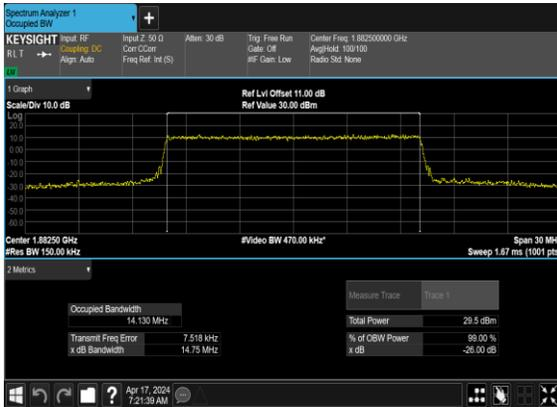 Spectrum Analyzer 1
Occupied BW
KEYSIGHT
RLT
Input: RF
Coupling: DC
Align: Auto
Input Z: 50 Ω
Corr CCorr
Freq Ref: Int (S)
Atten: 30 dB
Trig: Free Run
Gate: Off
#IF Gain: Low
Center Freq: 1.882500000 GHz
Avg|Hold: 100/100
Radio Std: None
1 Graph
Scale/Div 10.0 dB
Ref Lvl Offset 11.00 dB
Ref Value 30.00 dBm
Log
20.0
10.0
0.00
-10.0
-20.0
-30.0
-40.0
-50.0
-60.0
Center 1.88250 GHz
#Res BW 150.00 kHz
#Video BW 470.00 kHz*
Span 30 MH
Sweep 1.67 ms (1001 pts
2 Metrics
Measure Trace Trace 1
Occupied Bandwidth
14.130 MHz
Total Power 29.5 dBm
Transmit Freq Error 7.518 kHz
% of OBW Power 99.00 %
x dB Bandwidth 14.75 MHz
x dB -26.00 dB
Apr 17, 2024
7:21:39 AM